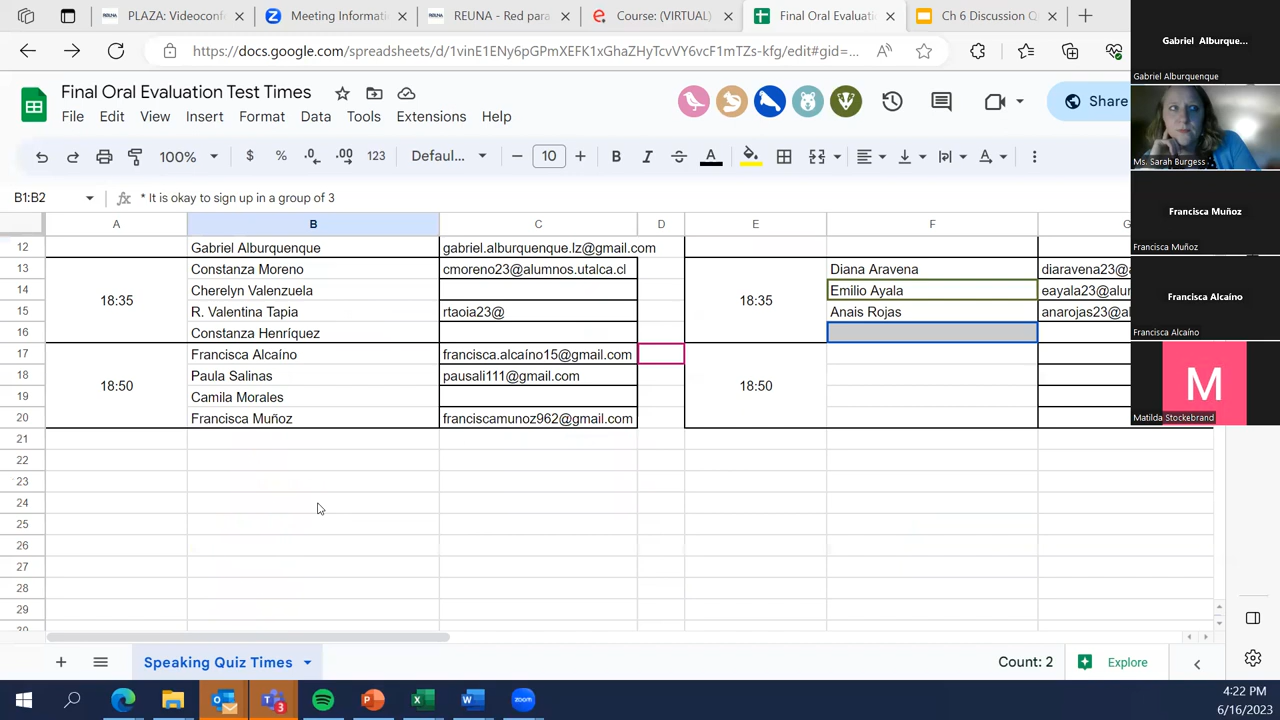 PLAZA: Videoconf
Meeting Informati
REUNA - Red para
Course: (VIRTUAL)
Final Oral Evaluati
Ch 6 Discussion Q
https://docs.google.com/spreadsheets/d/1vinE1ENy6pGPmXEFK1xGhaZHyTcvVY6vcF1mTZs-kfg/edit#gid=...
Final Oral Evaluation Test Times
Share
File Edit View Insert Format Data Tools Extensions Help
100% $ % .0 .00 123 Defaul... 10 B I A
B1:B2 fx * It is okay to sign up in a group of 3
A B C D E F G
12 Gabriel Alburquenque gabriel.alburquenque.lz@gmail.com
13 Constanza Moreno cmoreno23@alumnos.utalca.cl Diana Aravena diaravena23@a
14 Cherelyn Valenzuela Emilio Ayala eayala23@alur
18:35 18:35
15 R. Valentina Tapia rtaoia23@ Anais Rojas anarojas23@al
16 Constanza Henríquez
17 Francisca Alcaíno francisca.alcaíno15@gmail.com
18 Paula Salinas pausali111@gmail.com
18:50 18:50
19 Camila Morales
20 Francisca Muñoz franciscamunoz962@gmail.com
21
22
23
24
25
26
27
28
29
Speaking Quiz Times
Count: 2
Explore
Gabriel Alburque...
Gabriel Alburquenque
Ms. Sarah Burgess
Francisca Muñoz
Francisca Muñoz
Francisca Alcaíno
Francisca Alcaíno
M
Matilda Stockebrand
3
zoom
4:22 PM
6/16/2023